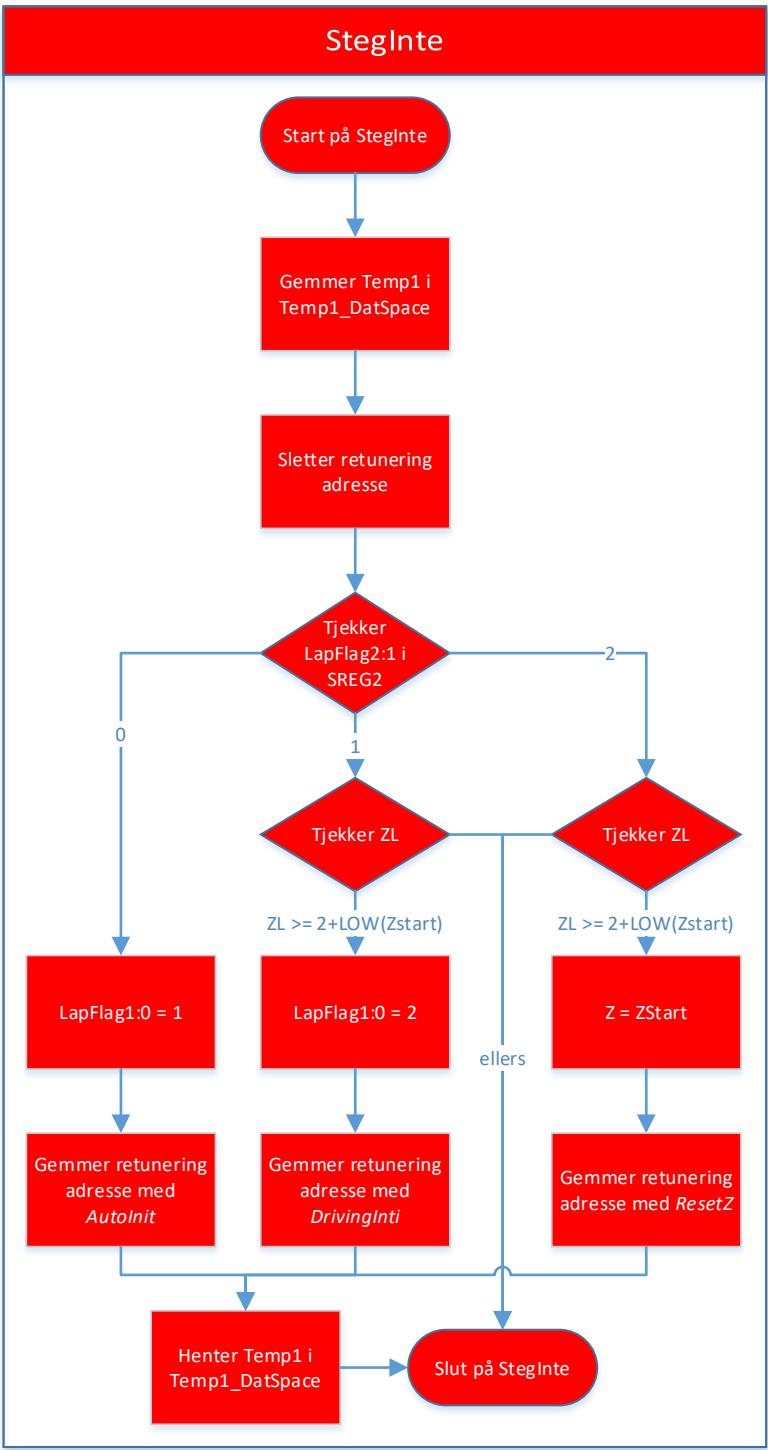 StegInte
Start på StegInte
Gemmer Temp1 i
Temp1_DatSpace
Sletter retunering
adresse
Tjekker
LapFlag2:1 i
SREG2
2
0
1
Tjekker ZL
Tjekker ZL
ZL >= 2+LOW(Zstart)
ZL >= 2+LOW(Zstart)
LapFlag1:0 = 1
LapFlag1:0 = 2
Z = ZStart
ellers
Gemmer retunering
adresse med
AutoInit
Gemmer retunering
adresse med
DrivingInti
Gemmer retunering
adresse med ResetZ
Henter Temp1 i
Temp1_DatSpace
Slut på StegInte